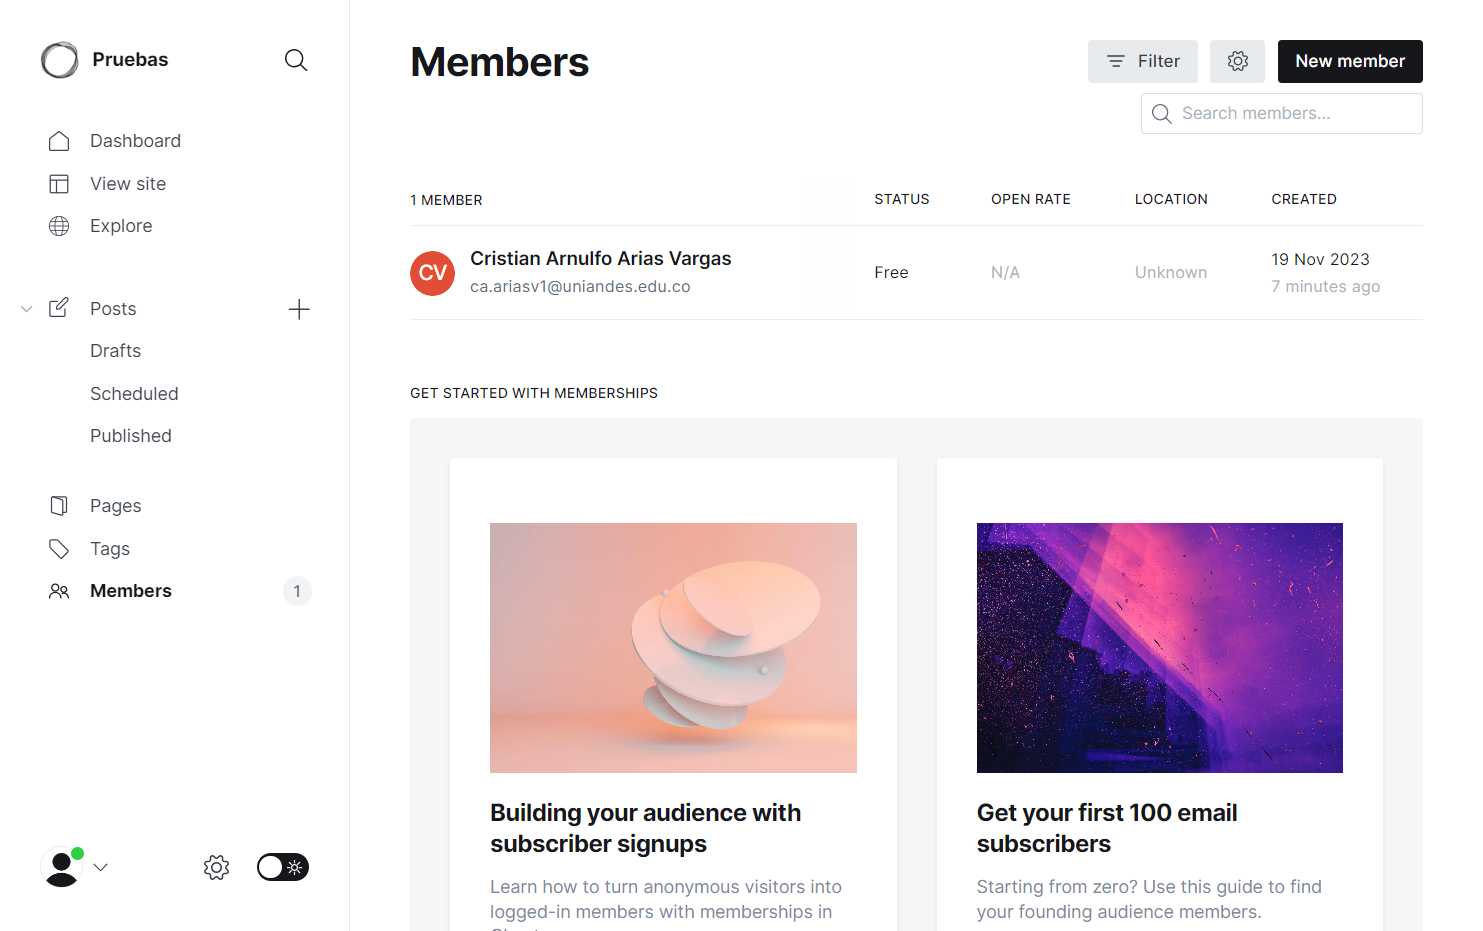 Pruebas
Dashboard
View site
Explore
Posts
Drafts
Scheduled
Published
Pages
Tags
Members
1
Members
Filter
New member
Search members...
1 MEMBER
STATUS
OPEN RATE
LOCATION
CREATED
CV
Cristian Arnulfo Arias Vargas
ca.ariasv1@uniandes.edu.co
Free
N/A
Unknown
19 Nov 2023
7 minutes ago
GET STARTED WITH MEMBERSHIPS
Building your audience with
subscriber signups
Learn how to turn anonymous visitors into
logged-in members with memberships in
Get your first 100 email
subscribers
Starting from zero? Use this guide to find
your founding audience members.